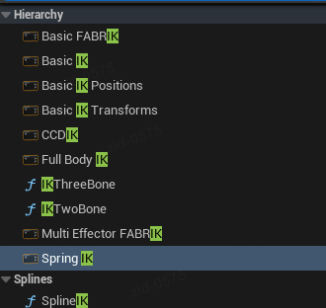 Hierarchy
Basic FABRIK
Basic IK
Basic IK Positions
Basic IK Transforms
CCDIK
Full Body IK
f IKThreeBone
f IKTwoBone
Multi Effector FABRIK
Spring IK
Splines
f SplineIK